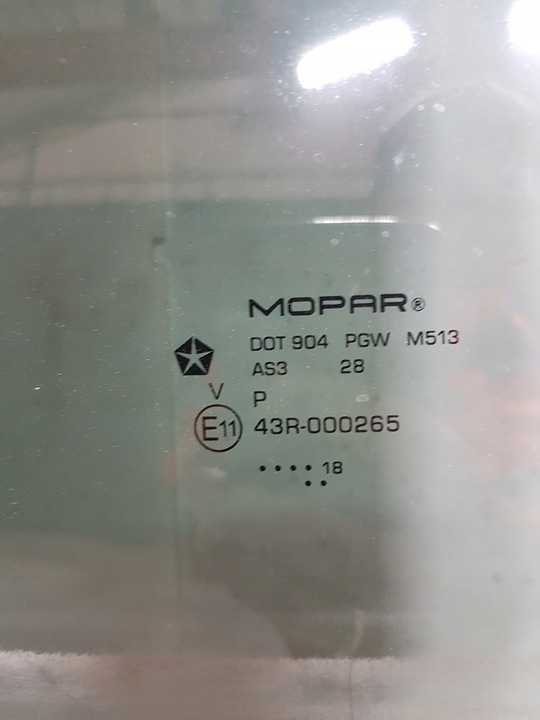 MOPAR®
DOT 904 PGW M513
AS3 28
V P
E11 43R-000265
•••• 18
••